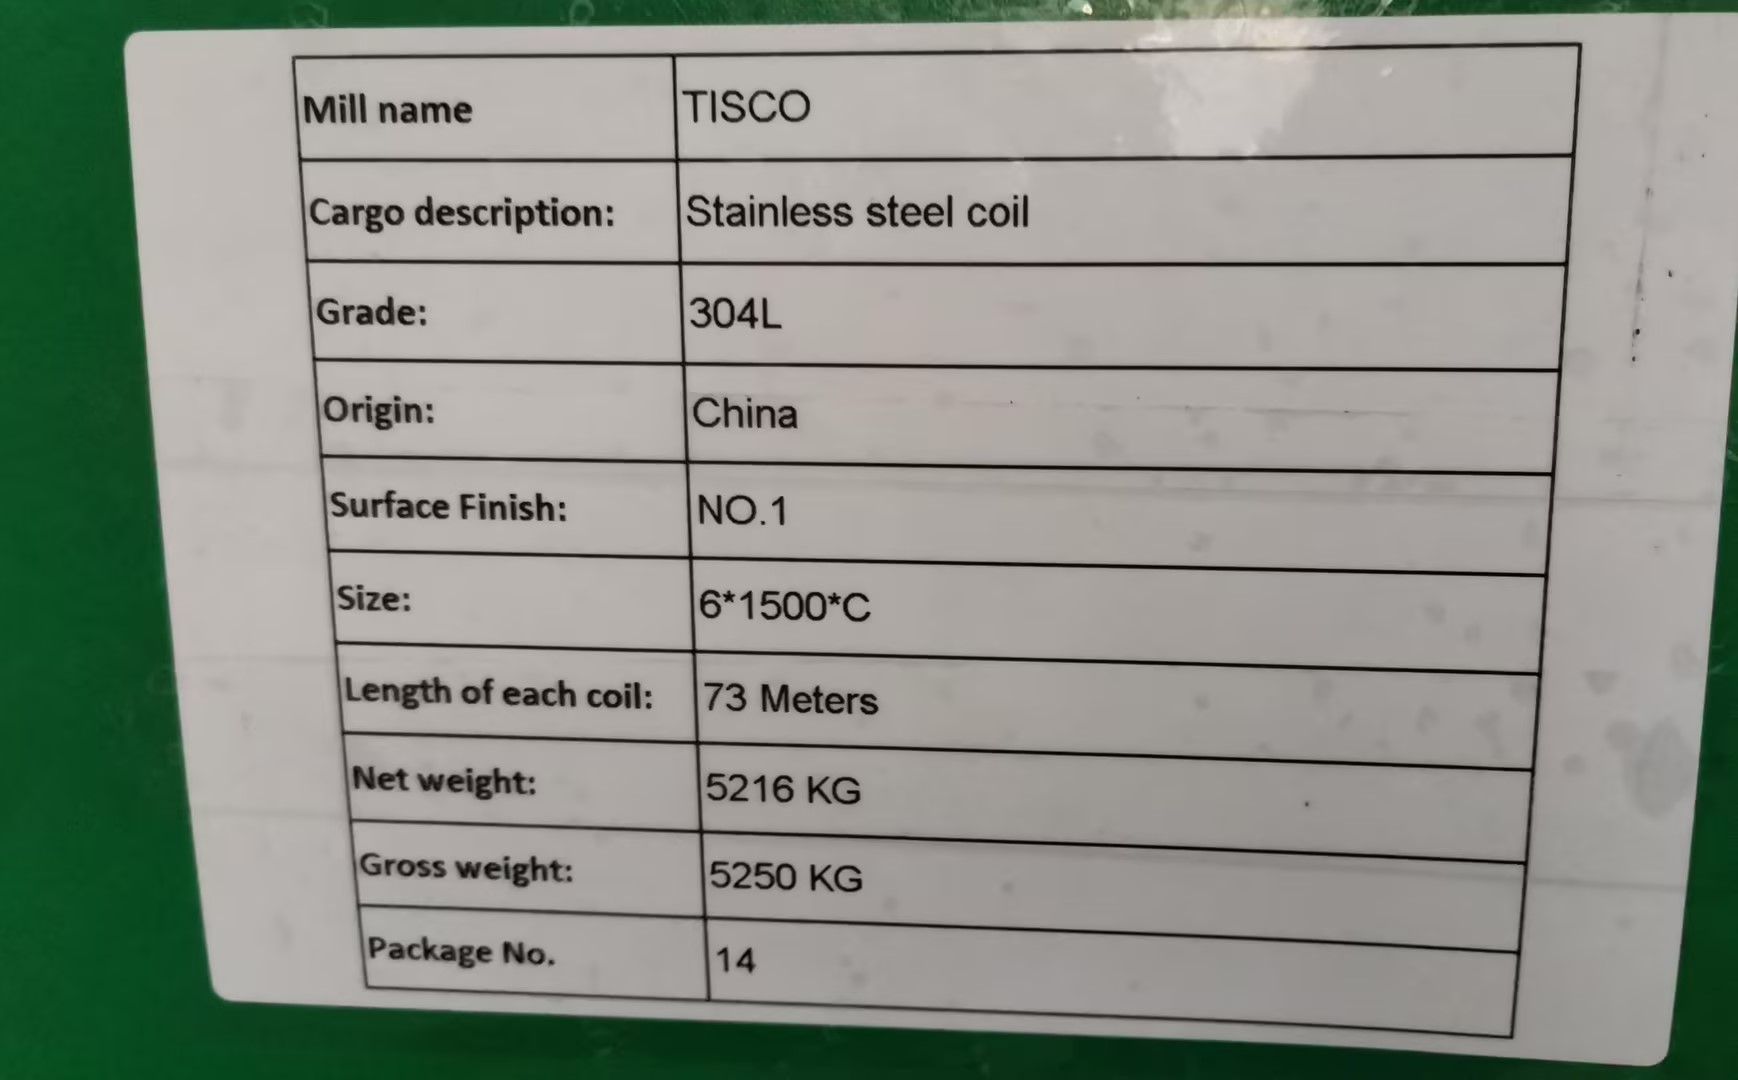 Mill name TISCO
Cargo description: Stainless steel coil
Grade: 304L
Origin: China
Surface Finish: NO.1
Size: 6*1500*C
Length of each coil: 73 Meters
Net weight: 5216 KG
Gross weight: 5250 KG
Package No. 14